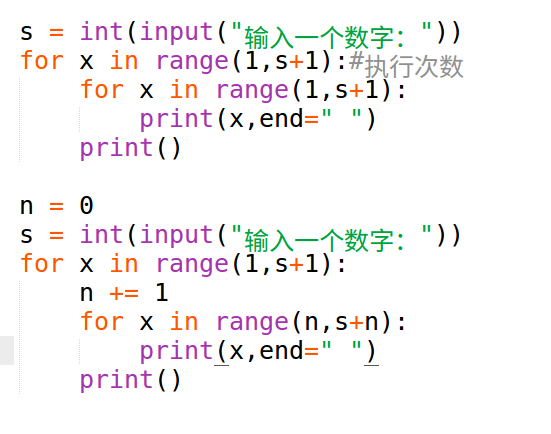 s = int(input("输入一个数字："))
for x in range(1,s+1):#执行次数
    for x in range(1,s+1):
        print(x,end=" ")
    print()

n = 0
s = int(input("输入一个数字："))
for x in range(1,s+1):
    n += 1
    for x in range(n,s+n):
        print(x,end=" ")
    print()